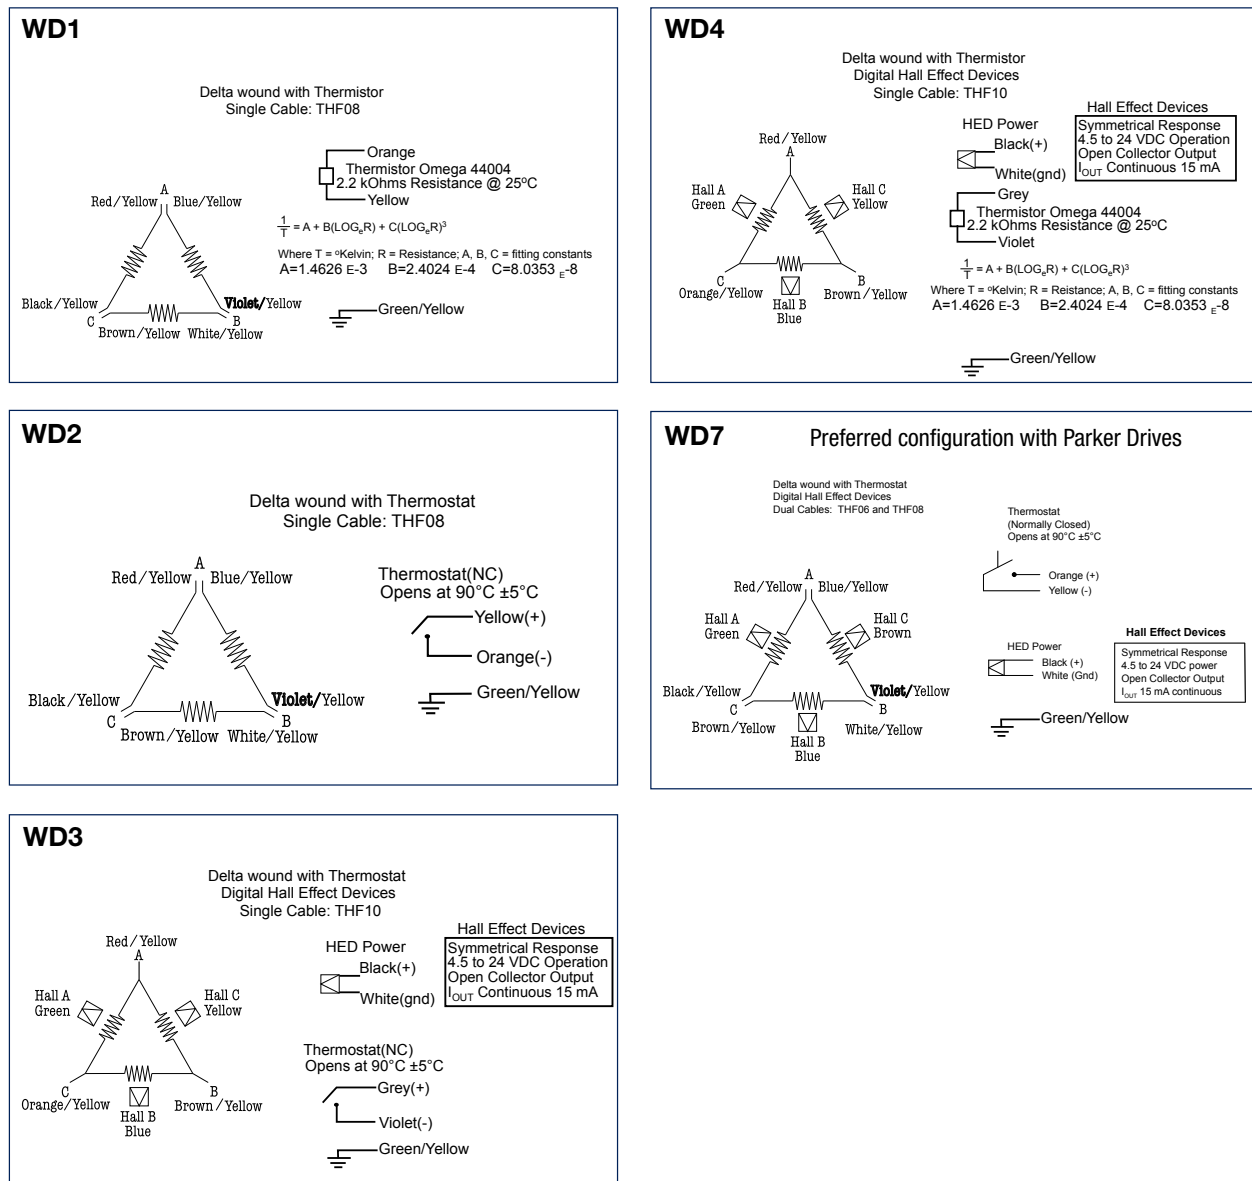 WD1
Delta wound with Thermistor
Single Cable: THF08
Orange
Thermistor Omega 44004
2.2 kOhms Resistance @ 25°C
Yellow
A
Red/Yellow Blue/Yellow
1/T = A + B(LOGeR) + C(LOGeR)³
Where T = ºKelvin; R = Resistance; A, B, C = fitting constants
A=1.4626 E-3 B=2.4024 E-4 C=8.0353 E-8
Black/Yellow Violet/Yellow
C B
Brown/Yellow White/Yellow
Green/Yellow
WD4
Delta wound with Thermistor
Digital Hall Effect Devices
Single Cable: THF10
Hall Effect Devices
Symmetrical Response
4.5 to 24 VDC Operation
Open Collector Output
IOUT Continuous 15 mA
HED Power
Black(+)
White(gnd)
Red/Yellow
A
Hall A
Green
Hall C
Yellow
Grey
Thermistor Omega 44004
2.2 kOhms Resistance @ 25°C
Violet
C B
Orange/Yellow Brown/Yellow
Hall B
Blue
1/T = A + B(LOGeR) + C(LOGeR)³
Where T = ºKelvin; R = Reistance; A, B, C = fitting constants
A=1.4626 E-3 B=2.4024 E-4 C=8.0353 E-8
Green/Yellow
WD2
Delta wound with Thermostat
Single Cable: THF08
A
Red/Yellow Blue/Yellow
Thermostat(NC)
Opens at 90°C ±5°C
Yellow(+)
Orange(-)
Green/Yellow
Black/Yellow Violet/Yellow
C B
Brown/Yellow White/Yellow
WD7 Preferred configuration with Parker Drives
Delta wound with Thermostat
Digital Hall Effect Devices
Dual Cables: THF06 and THF08
Thermostat
(Normally Closed)
Opens at 90°C ±5°C
Orange (+)
Yellow (-)
A
Red/Yellow Blue/Yellow
Hall A
Green
Hall C
Brown
HED Power
Black (+)
White (Gnd)
Hall Effect Devices
Symmetrical Response
4.5 to 24 VDC power
Open Collector Output
IOUT 15 mA continuous
Black/Yellow Violet/Yellow
C B
Brown/Yellow White/Yellow
Hall B
Blue
Green/Yellow
WD3
Delta wound with Thermostat
Digital Hall Effect Devices
Single Cable: THF10
Hall Effect Devices
Symmetrical Response
4.5 to 24 VDC Operation
Open Collector Output
IOUT Continuous 15 mA
HED Power
Black(+)
White(gnd)
Red/Yellow
A
Hall A
Green
Hall C
Yellow
Thermostat(NC)
Opens at 90°C ±5°C
Grey(+)
Violet(-)
Green/Yellow
C B
Orange/Yellow Brown/Yellow
Hall B
Blue